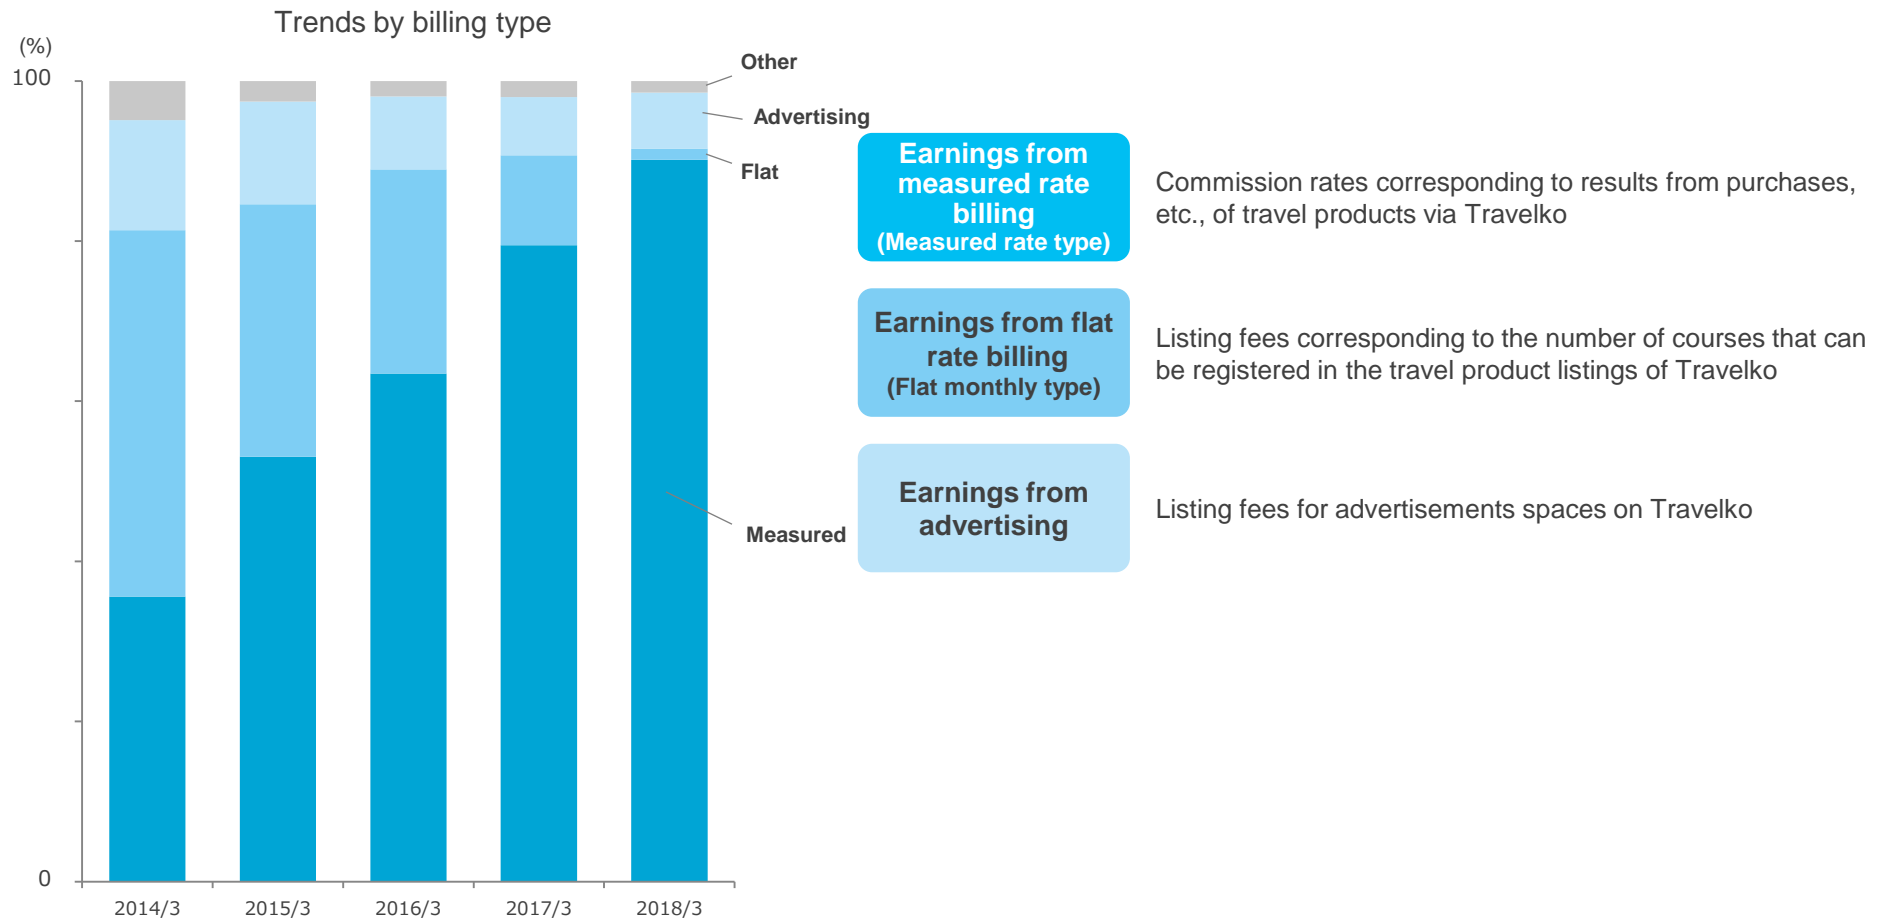 Trends by billing type
(%)
100
0
2014/3
2015/3
2016/3
2017/3
2018/3
Other
Advertising
Flat
Measured
Earnings from
measured rate
billing
(Measured rate type)
Commission rates corresponding to results from purchases,
etc., of travel products via Travelko
Earnings from flat
rate billing
(Flat monthly type)
Listing fees corresponding to the number of courses that can
be registered in the travel product listings of Travelko
Earnings from
advertising
Listing fees for advertisements spaces on Travelko